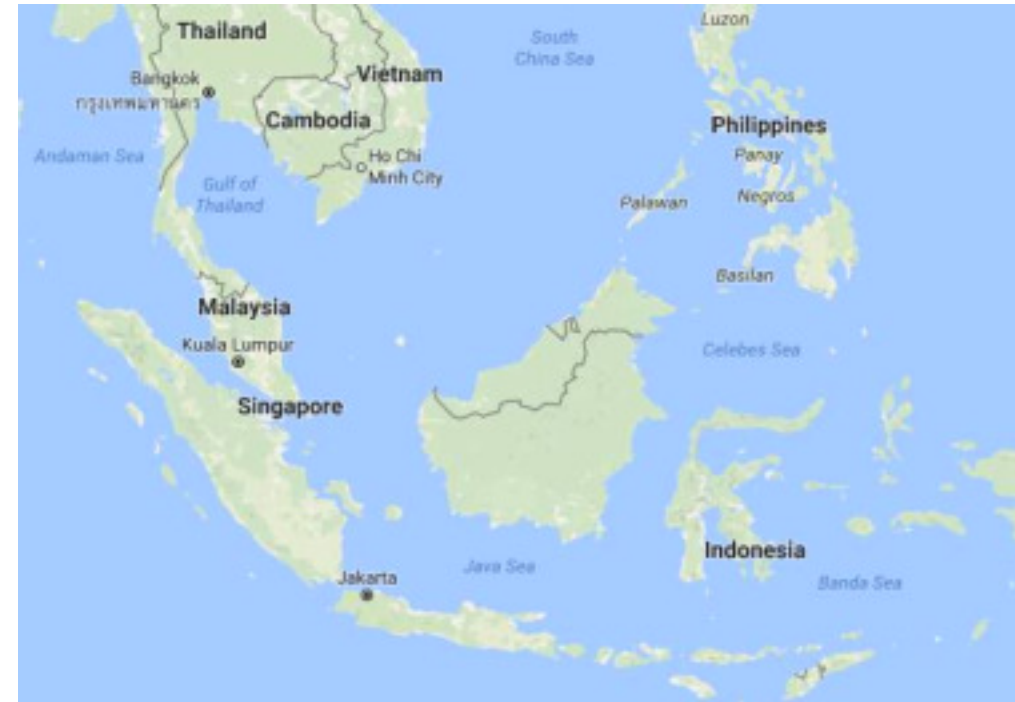 Luzon
Thailand
South
China Sea
Vietnam
Bangkok
กรุงเทพมหานคร
Cambodia
Philippines
Andaman Sea
Ho Chi
Minh City
Panay
Gulf of
Thailand
Palawan
Negros
Basilan
Malaysia
Kuala Lumpur
Celebes Sea
Singapore
Indonesia
Java Sea
Jakarta
Banda Sea